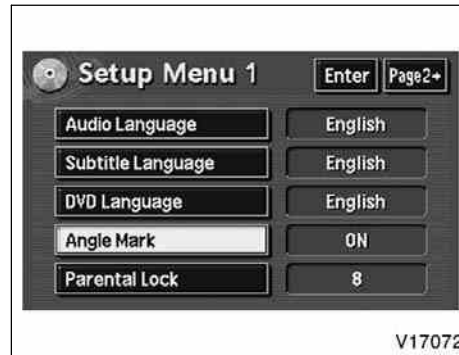 Setup Menu 1 Enter Page2→
Audio Language English
Subtitle Language English
DVD Language English
Angle Mark ON
Parental Lock 8
V17072